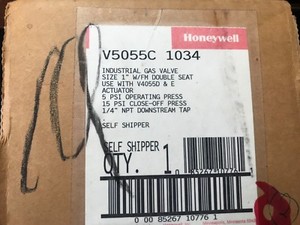 Honeywell
V5055C 1034
INDUSTRIAL GAS VALVE
SIZE 1" W/FM DOUBLE SEAT
USE WITH V4055D & E
ACTUATOR
5 PSI OPERATING PRESS
15 PSI CLOSE-OFF PRESS
1/4" NPT DOWNSTREAM TAP
SELF SHIPPER
SELF SHIPPER
QTY. 1
0 00 85267 10776 1